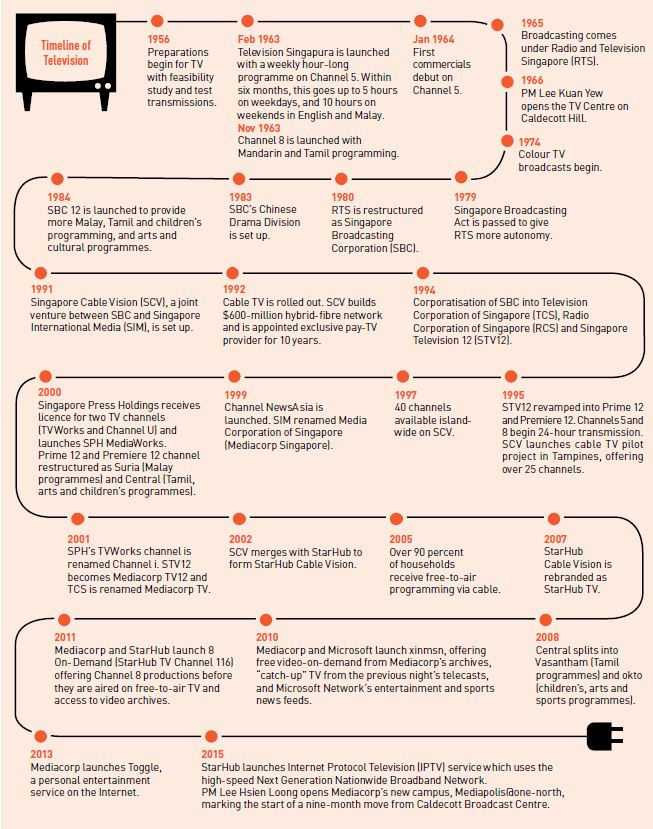 Timeline of
Television
1956
Preparations
begin for TV
with feasibility
study and test
transmissions.
Feb 1963
Television Singapura is launched
with a weekly hour-long
programme on Channel 5. Within
six months, this goes up to 5 hours
on weekdays, and 10 hours on
weekends in English and Malay.
Nov 1963
Channel 8 is launched with
Mandarin and Tamil programming.
Jan 1964
First
commercials
debut on
Channel 5.
1965
Broadcasting comes
under Radio and Television
Singapore (RTS).
1966
PM Lee Kuan Yew
opens the TV Centre on
Caldecott Hill.
1974
Colour TV
broadcasts begin.
1979
Singapore Broadcasting
Act is passed to give
RTS more autonomy.
1980
RTS is restructured
as Singapore
Broadcasting
Corporation (SBC).
1983
SBC's Chinese
Drama Division
is set up.
1984
SBC 12 is launched to provide
more Malay, Tamil and children's
programming, and arts and
cultural programmes.
1991
Singapore Cable Vision (SCV), a joint
venture between SBC and Singapore
International Media (SIM), is set up.
1992
Cable TV is rolled out. SCV builds
$600-million hybrid-fibre network
and is appointed exclusive pay-TV
provider for 10 years.
1994
Corporatisation of SBC into Television
Corporation of Singapore (TCS), Radio
Corporation of Singapore (RCS) and Singapore
Television 12 (STV12).
1995
STV12 revamped into Prime 12
and Premiere 12. Channels 5 and
8 begin 24-hour transmission.
SCV launches cable TV pilot
project in Tampines, offering
over 25 channels.
1997
40 channels
available island-
wide on SCV.
1999
Channel NewsAsia is
launched. SIM renamed Media
Corporation of Singapore
(Mediacorp Singapore).
2000
Singapore Press Holdings receives
licence for two TV channels
(TVWorks and Channel U) and
launches SPH MediaWorks.
Prime 12 and Premiere 12 channel
restructured as Suria (Malay
programmes) and Central (Tamil,
arts and children's programmes).
2001
SPH's TVWorks channel is
renamed Channel i. STV12
becomes Mediacorp TV12 and
TCS is renamed Mediacorp TV.
2002
SCV merges with StarHub to
form StarHub Cable Vision.
2005
Over 90 percent
of households
receive free-to-air
programming via cable.
2007
StarHub
Cable Vision is
rebranded as
StarHub TV.
2008
Central splits into
Vasantham (Tamil
programmes) and okto
(children's, arts and
sports programmes).
2010
Mediacorp and Microsoft launch xinmsn, offering
free video-on-demand from Mediacorp's archives,
"catch-up" TV from the previous night's telecasts,
and Microsoft Network's entertainment and sports
news feeds.
2011
Mediacorp and StarHub launch 8
On-Demand (StarHub TV Channel 116)
offering Channel 8 productions before
they are aired on free-to-air TV and
access to video archives.
2013
Mediacorp launches Toggle,
a personal entertainment
service on the Internet.
2015
StarHub launches Internet Protocol Television (IPTV) service which uses the
high-speed Next Generation Nationwide Broadband Network.
PM Lee Hsien Loong opens Mediacorp's new campus, Mediapolis@one-north,
marking the start of a nine-month move from Caldecott Broadcast Centre.